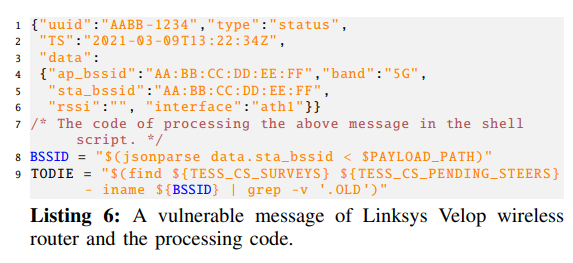 1 {"uuid":"AABB-1234","type":"status",
2 "TS":"2021-03-09T13:22:34Z",
3 "data":
4 {"ap_bssid":"AA:BB:CC:DD:EE:FF","band":"5G",
5 "sta_bssid":"AA:BB:CC:DD:EE:FF",
6 "rssi":"", "interface":"ath1"}}
7 /* The code of processing the above message in the shell
script. */
8 BSSID = "$(jsonparse data.sta_bssid < $PAYLOAD_PATH)"
9 TODIE = "$(find ${TESS_CS_SURVEYS} ${TESS_CS_PENDING_STEERS}
- iname ${BSSID} | grep -v '.OLD')"
Listing 6: A vulnerable message of Linksys Velop wireless
router and the processing code.